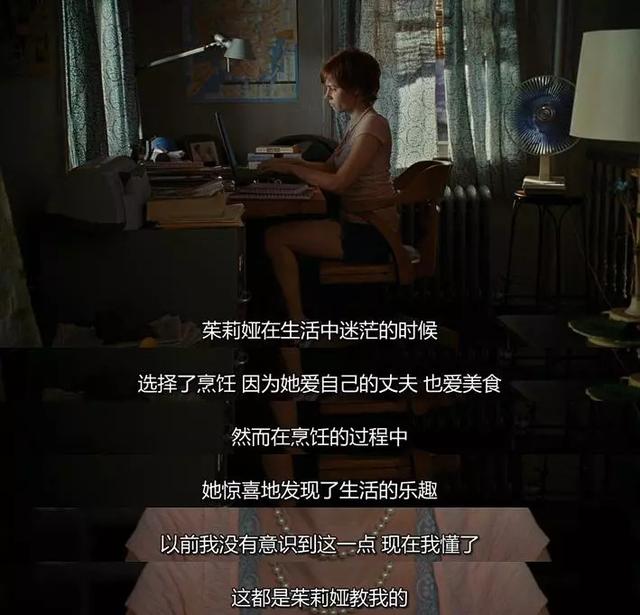 茱莉娅在生活中迷茫的时候
选择了烹饪 因为她爱自己的丈夫 也爱美食
然而在烹饪的过程中
她惊喜地发现了生活的乐趣
以前我没有意识到这一点 现在我懂了
这都是茱莉娅教我的